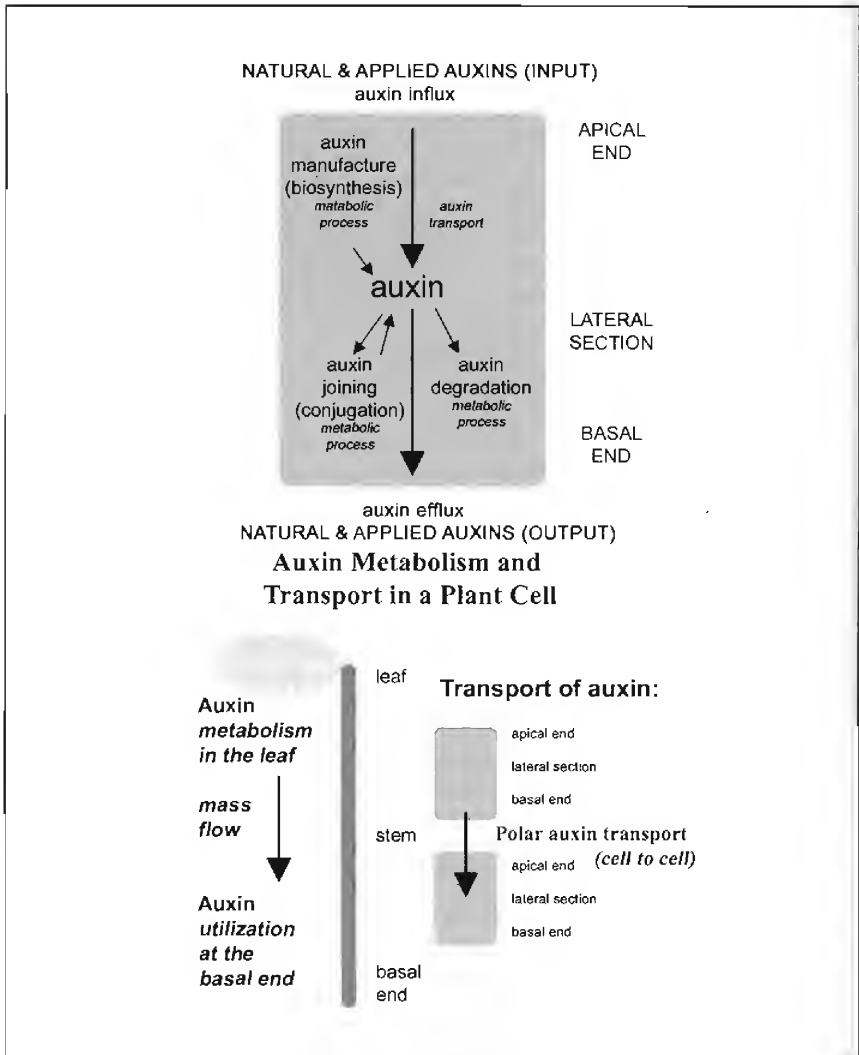 NATURAL & APPLIED AUXINS (INPUT)
auxin influx
APICAL
END
auxin
manufacture
(biosynthesis)
matabolic
process
auxin
transport
auxin
LATERAL
SECTION
auxin
joining
(conjugation)
metabolic
process
auxin
degradation
metabolic
process
BASAL
END
auxin efflux
NATURAL & APPLIED AUXINS (OUTPUT)
Auxin Metabolism and
Transport in a Plant Cell
Auxin
metabolism
in the leaf
mass
flow
Auxin
utilization
at the
basal end
leaf
stem
basal
end
Transport of auxin:
apical end
lateral section
basal end
Polar auxin transport
(cell to cell)
apical end
lateral section
basal end